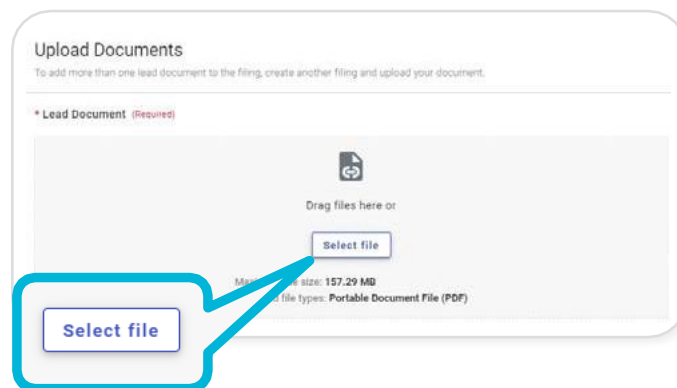 Upload Documents
To add more than one lead document to the filing, create another filing and upload your document.
* Lead Document (Required)
Drag files here or
Select file
size: 157.29 MB
file types: Portable Document File (PDF)
Select file